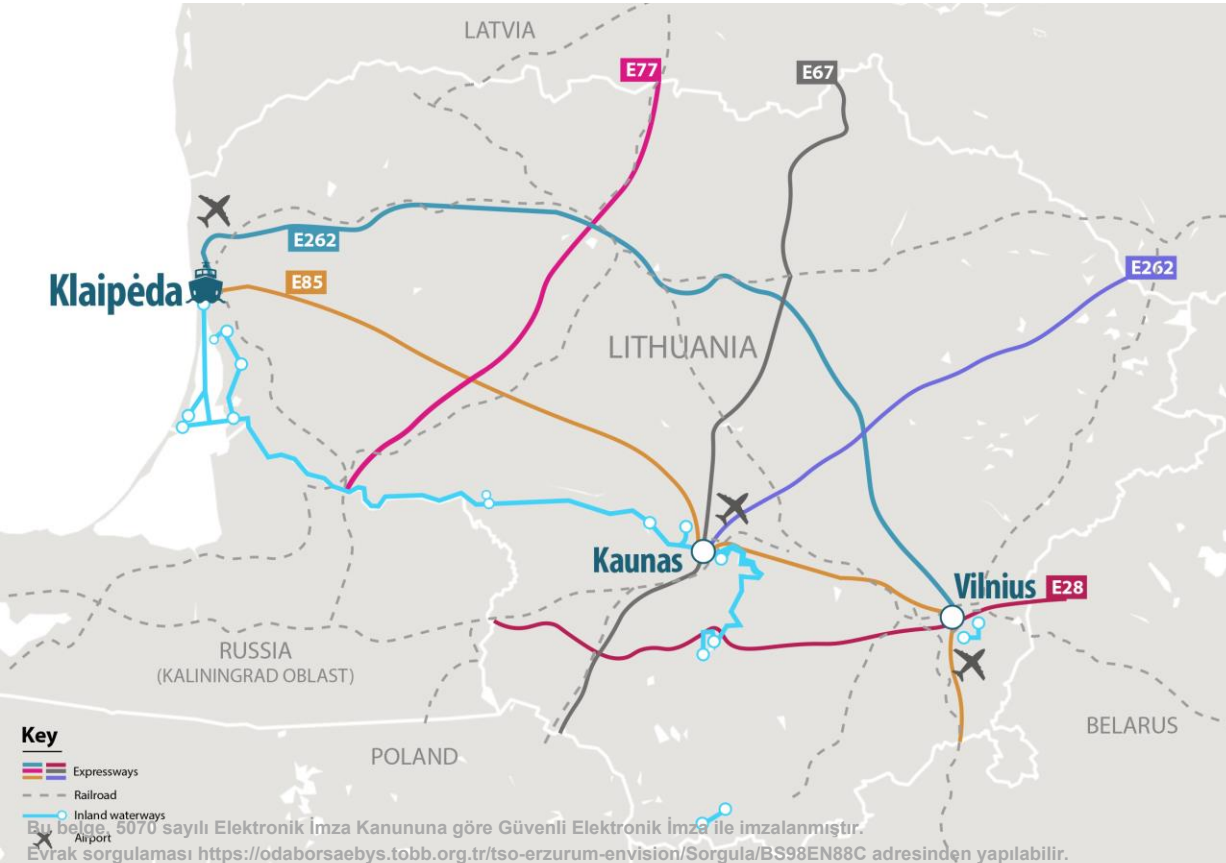 LATVIA
E77
E67
E262
Klaipėda
E85
E262
LITHUANIA
Kaunas
Vilnius
E28
RUSSIA
(KALININGRAD OBLAST)
BELARUS
POLAND
Key
Expressways
Railroad
Inland waterways
Airport
Bu belge, 5070 sayılı Elektronik İmza Kanununa göre Güvenli Elektronik İmza ile imzalanmıştır.
Evrak sorgulaması https://odaborsaebys.tobb.org.tr/tso-erzurum-envision/Sorgula/BS98EN88C adresinden yapılabilir.